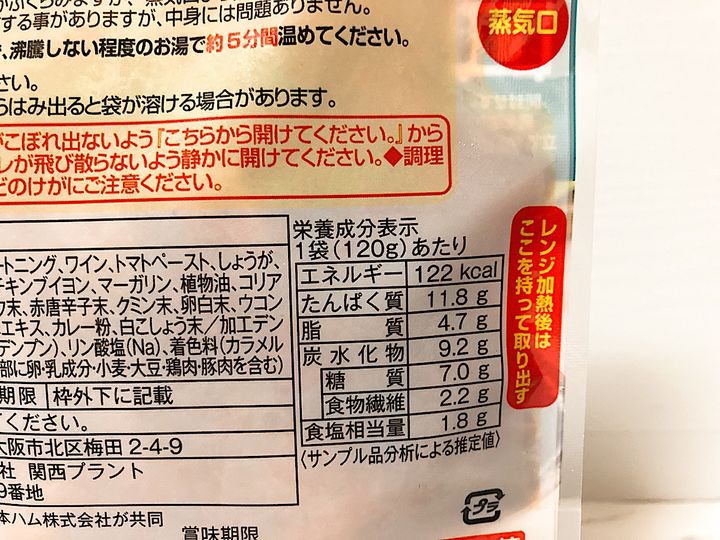 する事がありますが、中身には問題ありません。
、沸騰しない程度のお湯で約5分間温めてください。
さい。
らはみ出ると袋が溶ける場合があります。
がこぼれ出ないよう『こちらから開けてください。』から
レが飛び散らないよう静かに開けてください。◆調理
どのけがにご注意ください。
蒸気口
レンジ加熱後は
ここを持って取り出す
ートニング、ワイン、トマトペースト、しょうが、
チキンブイヨン、マーガリン、植物油、コリア
ク末、赤唐辛子末、クミン末、卵白末、ウコン
エキス、カレー粉、白こしょう末/加工デン
デンプン)、リン酸塩(Na)、着色料(カラメル
部に卵・乳成分・小麦・大豆・鶏肉・豚肉を含む)
期限 枠外下に記載
てください。
大阪市北区梅田 2-4-9
社 関西プラント
9番地
本ハム株式会社が共同
賞味期限
栄養成分表示
1袋(120g)あたり
エネルギー 122 kcal
たんぱく質 11.8 g
脂質 4.7 g
炭水化物 9.2 g
糖質 7.0 g
食物繊維 2.2 g
食塩相当量 1.8 g
〈サンプル品分析による推定値〉
プラ